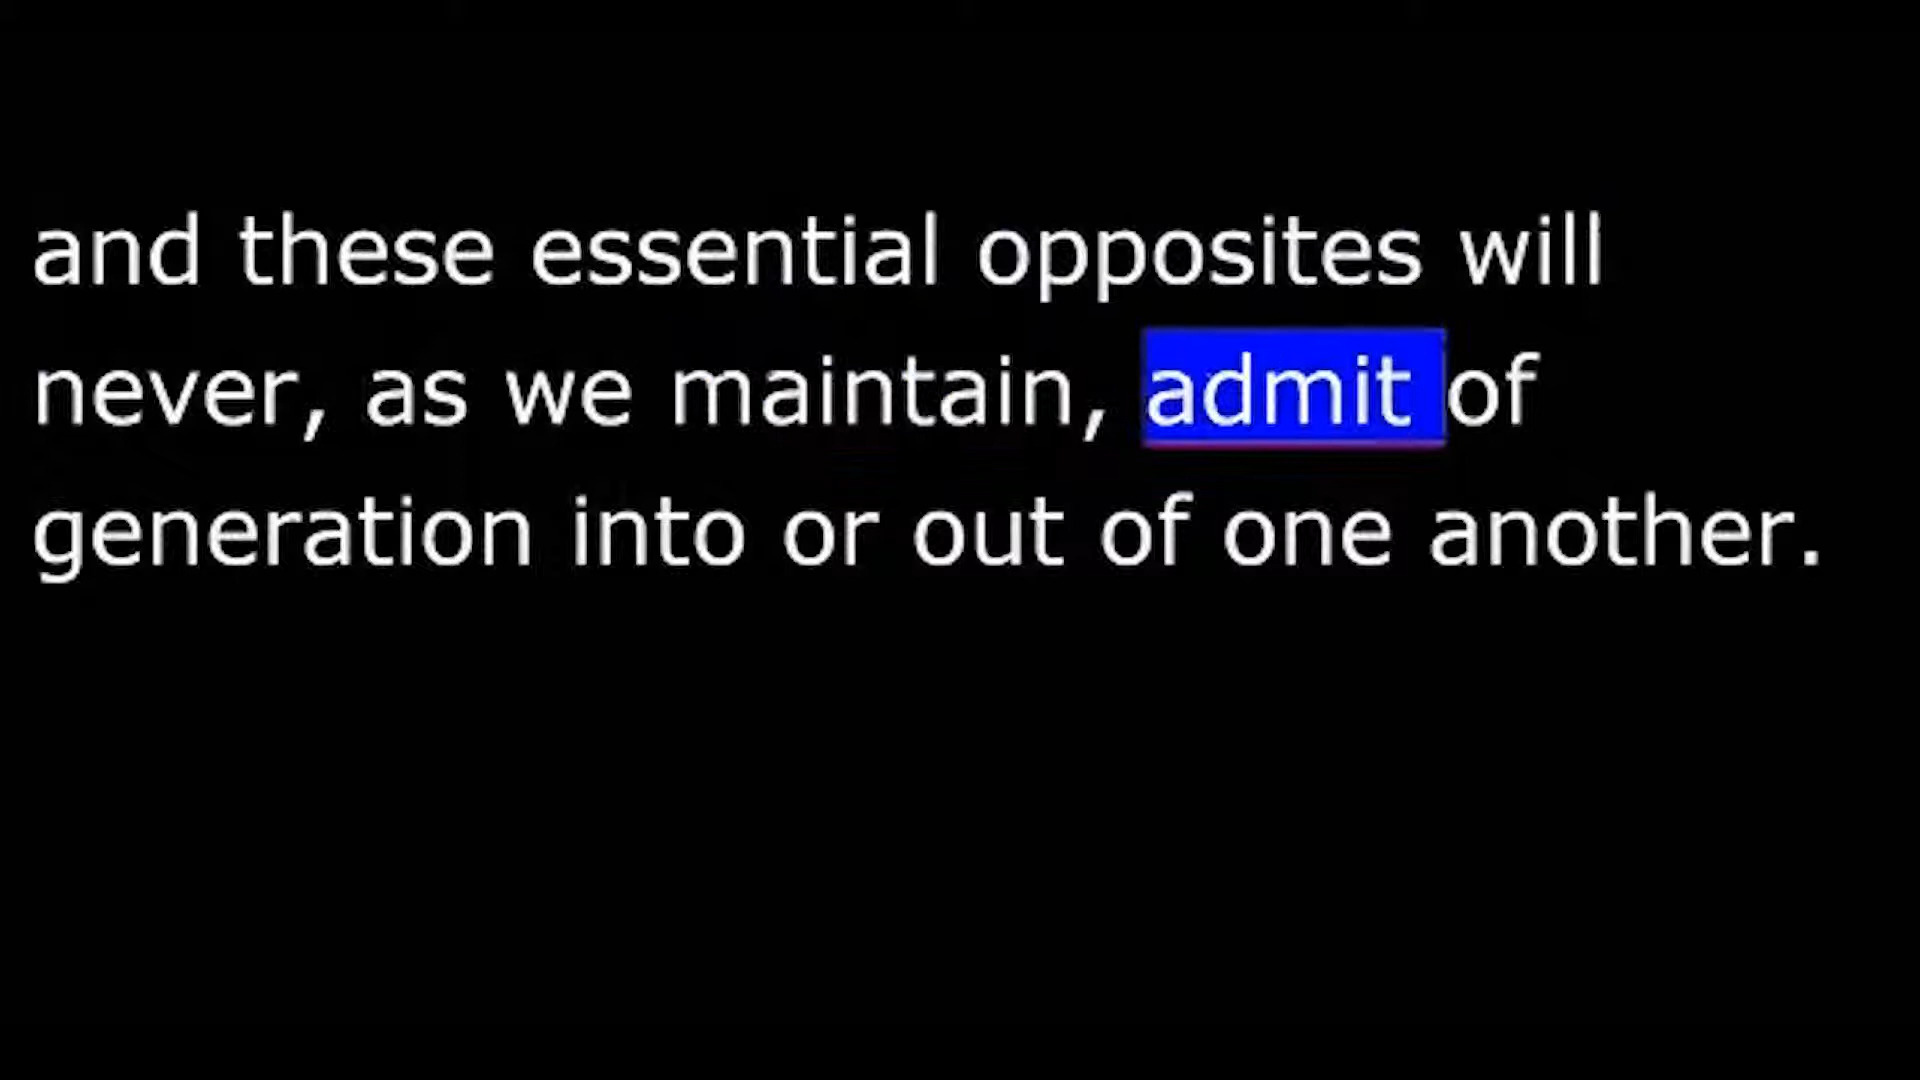 and these essential opposites will
never, as we maintain, admit of
generation into or out of one another.